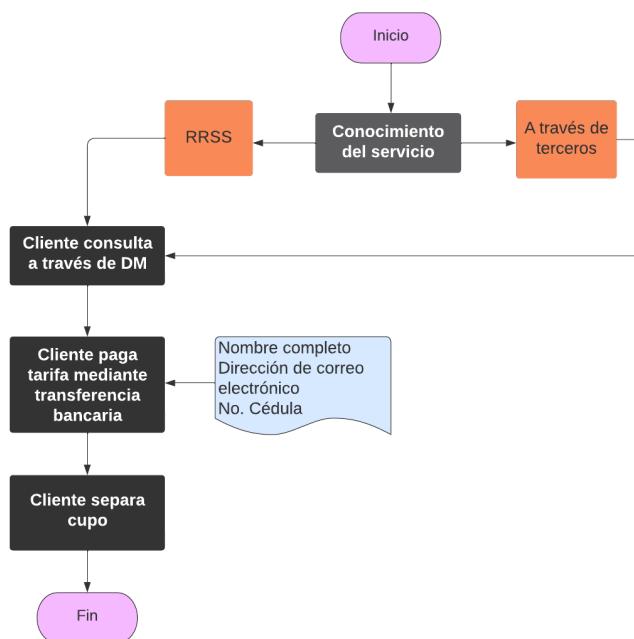 Inicio
RRSS
Conocimiento
del servicio
A través de
terceros
Cliente consulta
a través de DM
Cliente paga
tarifa mediante
transferencia
bancaria
Nombre completo
Dirección de correo
electrónico
No. Cédula
Cliente separa
cupo
Fin